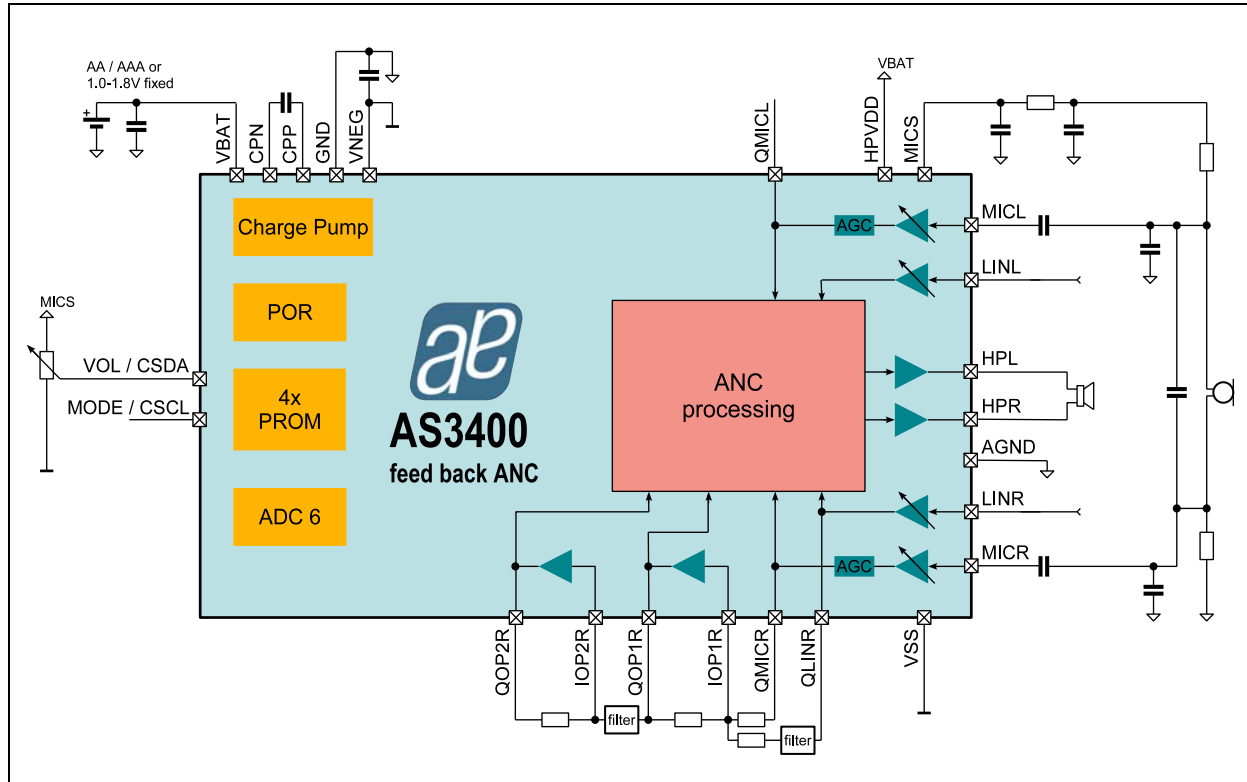 AA / AAA or
1.0-1.8V fixed
VBAT
CPN
CPP
GND
VNEG
QMICL
VBAT
HPVDD
MICS
Charge Pump
POR
4x
PROM
ADC 6
MICS
VOL / CSDA
MODE / CSCL
ae
AS3400
feed back ANC
ANC
processing
AGC
MICL
LINL
HPL
HPR
AGND
LINR
AGC
MICR
QOP2R
IOP2R
QOP1R
IOP1R
QMICR
QLINR
VSS
filter
filter